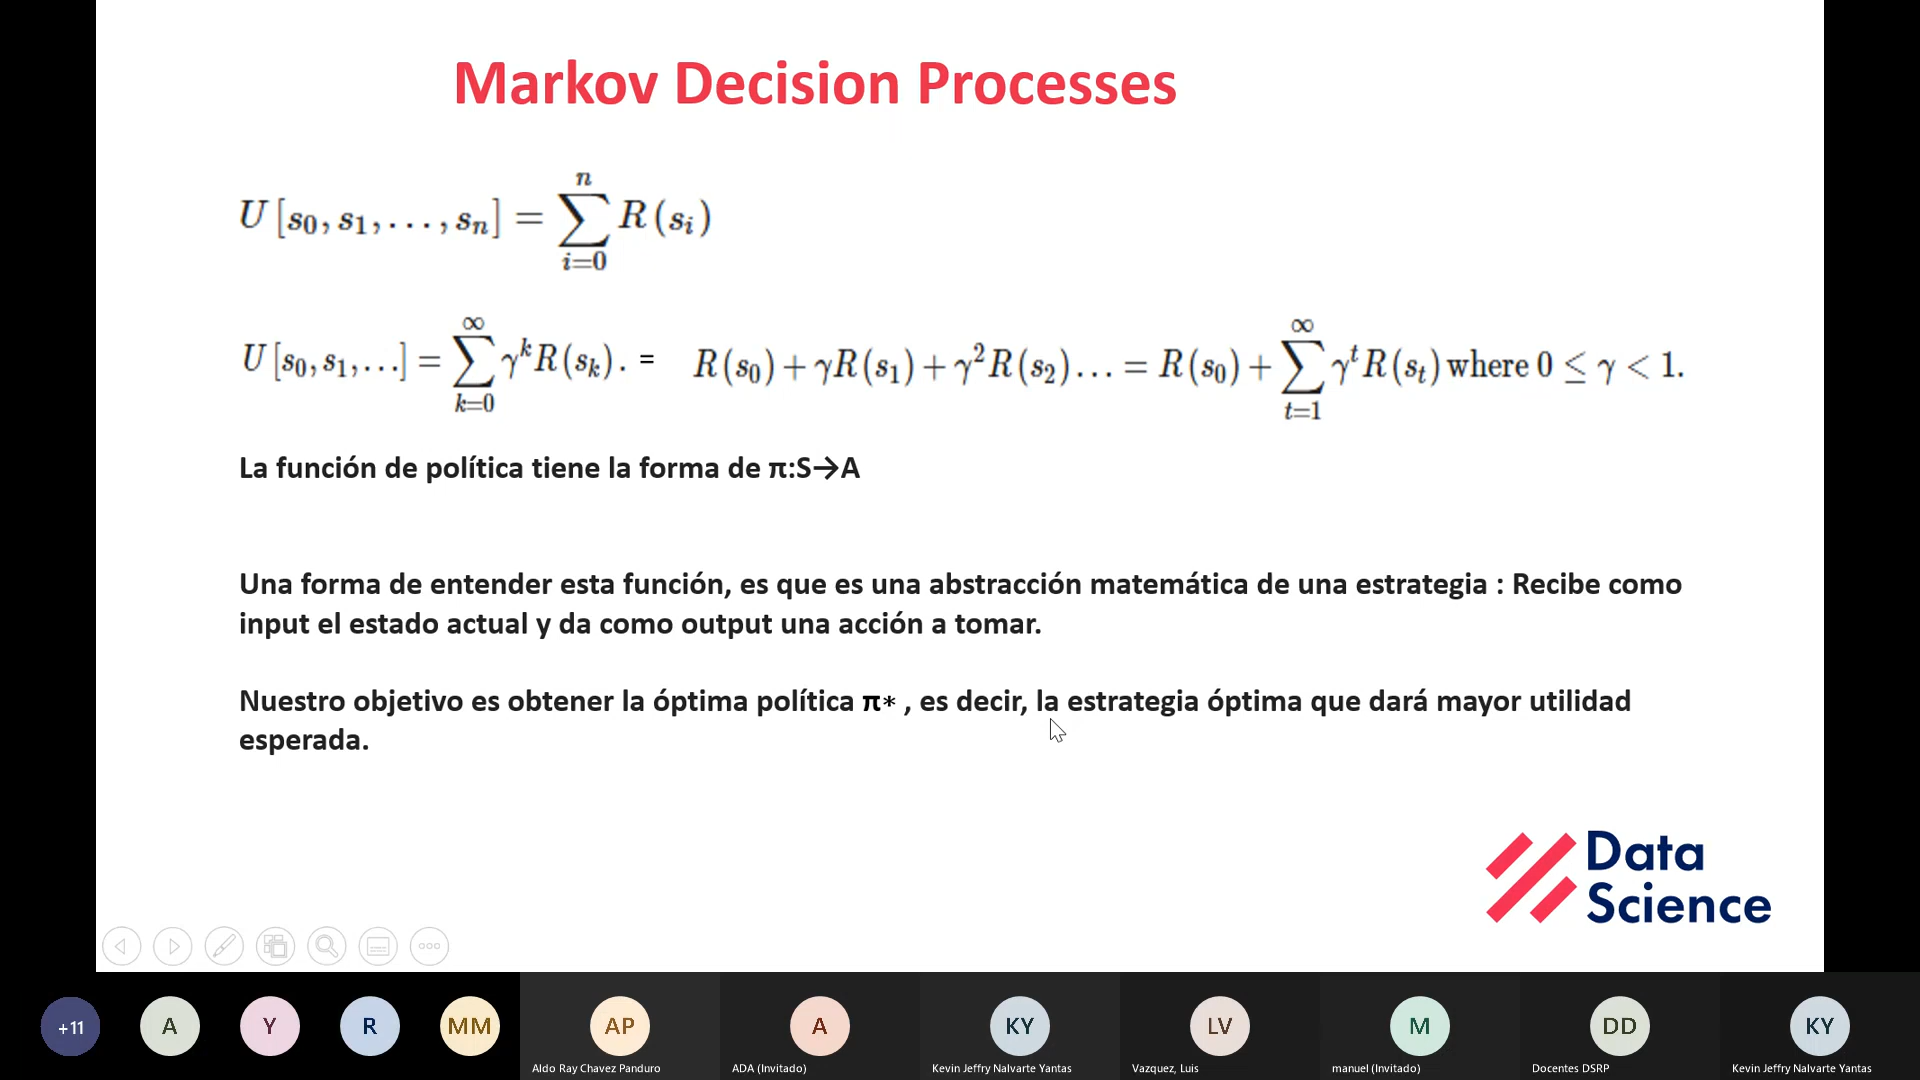 Markov Decision Processes
U [s0, s1, . . . , sn] = ∑_{i=0}^{n} R (si)
U [s0, s1, . . .] = ∑_{k=0}^{∞} γ^k R(sk) . = R(s0) + γR(s1) + γ^2 R(s2) . . . = R(s0) + ∑_{t=1}^{∞} γ^t R(st) where 0 ≤ γ < 1.
La función de política tiene la forma de π:S→A
Una forma de entender esta función, es que es una abstracción matemática de una estrategia : Recibe como
input el estado actual y da como output una acción a tomar.
Nuestro objetivo es obtener la óptima política π∗ , es decir, la estrategia óptima que dará mayor utilidad
esperada.
Data
Science
+11 A Y R MM AP A KY LV M DD KY
Aldo Ray Chavez Panduro ADA (Invitado) Kevin Jeffry Nalvarte Yantas Vazquez, Luis manuel (Invitado) Docentes DSRP Kevin Jeffry Nalvarte Yantas